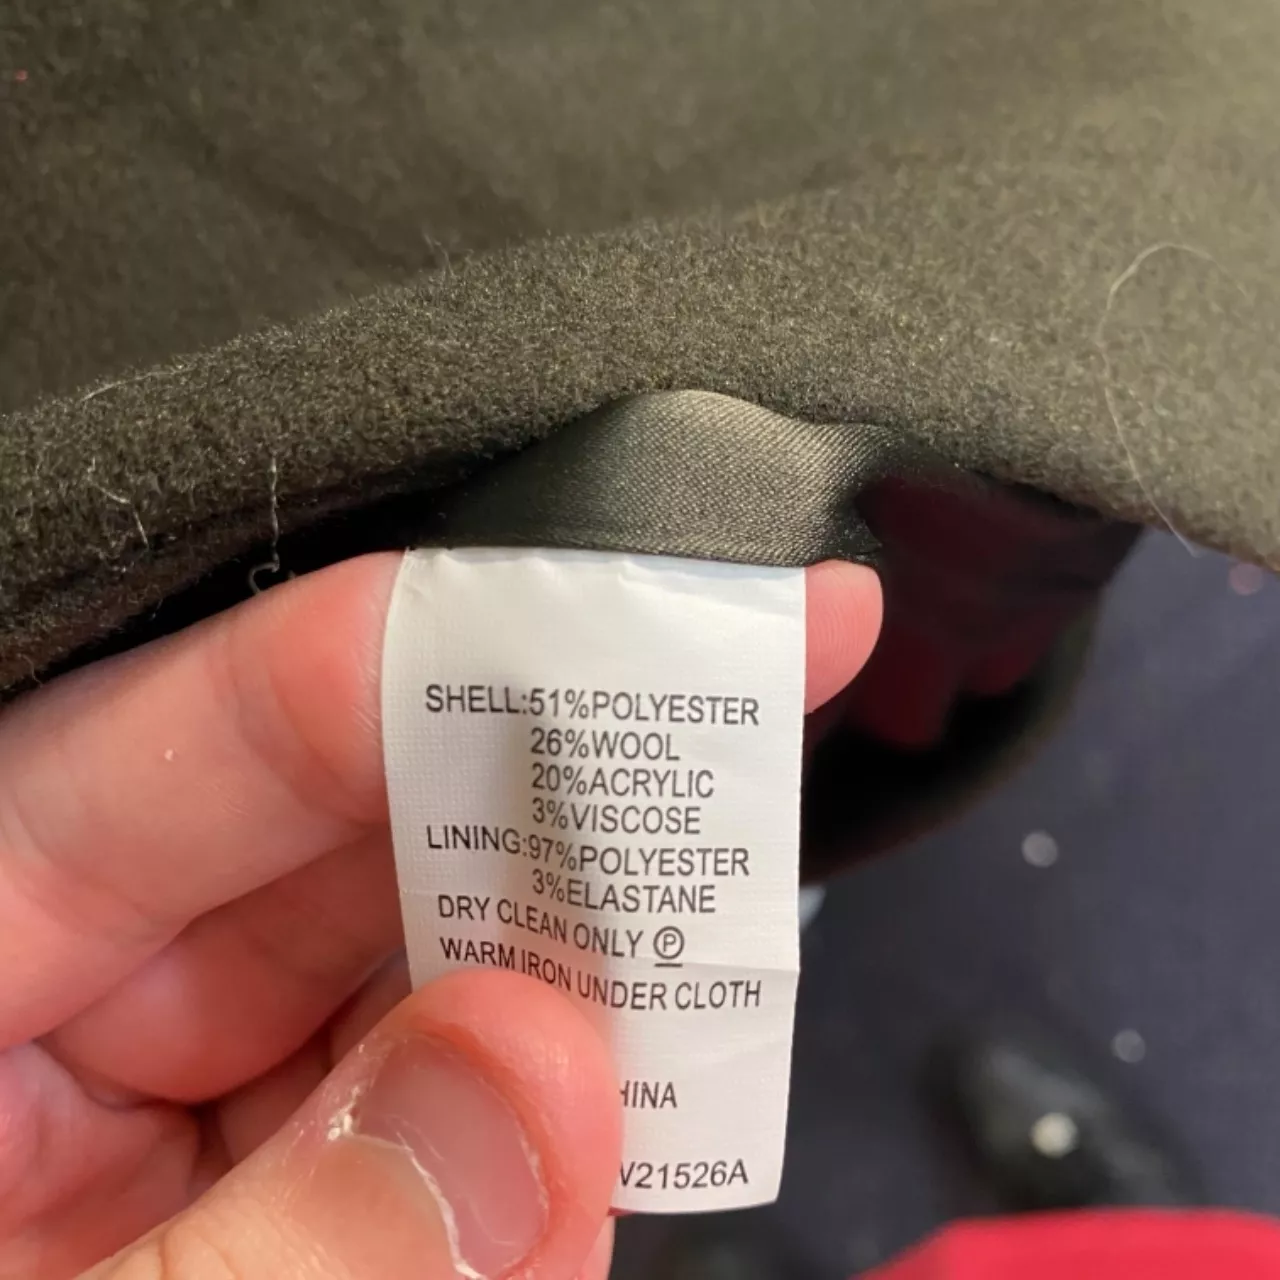 SHELL:51%POLYESTER
26%WOOL
20%ACRYLIC
3%VISCOSE
LINING:97%POLYESTER
3%ELASTANE
DRY CLEAN ONLY Ⓟ
WARM IRON UNDER CLOTH
HINA
V21526A